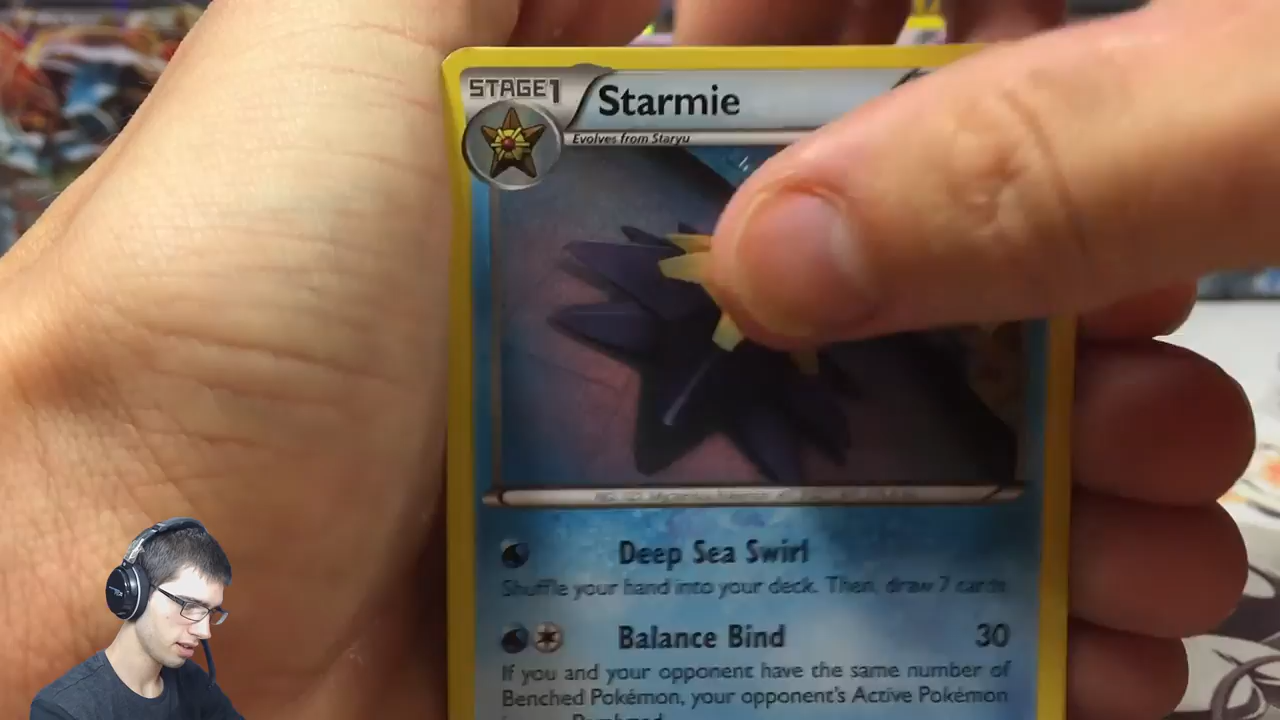 STAGE1
Starmie
Evolves from Staryu
Deep Sea Swirl
Shuffle your hand into your deck. Then, draw 7 cards.
Balance Bind 30
If you and your opponent have the same number of
Benched Pokémon, your opponent's Active Pokémon